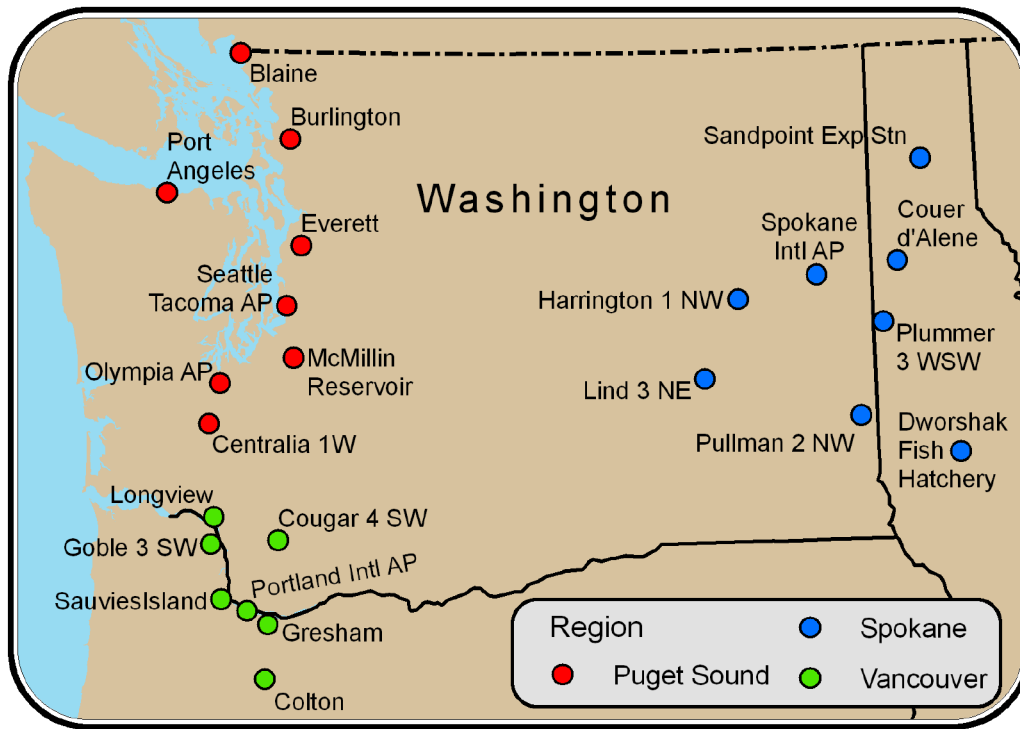 Blaine
Burlington
Port
Angeles
Sandpoint Exp Stn
Washington
Everett
Spokane
Intl AP
Couer
d'Alene
Seattle
Tacoma AP
Harrington 1 NW
Plummer
3 WSW
McMillin
Reservoir
Olympia AP
Lind 3 NE
Centralia 1W
Pullman 2 NW
Dworshak
Fish
Hatchery
Longview
Cougar 4 SW
Goble 3 SW
Portland Intl AP
SauviesIsland
Gresham
Colton
Region
Spokane
Puget Sound
Vancouver